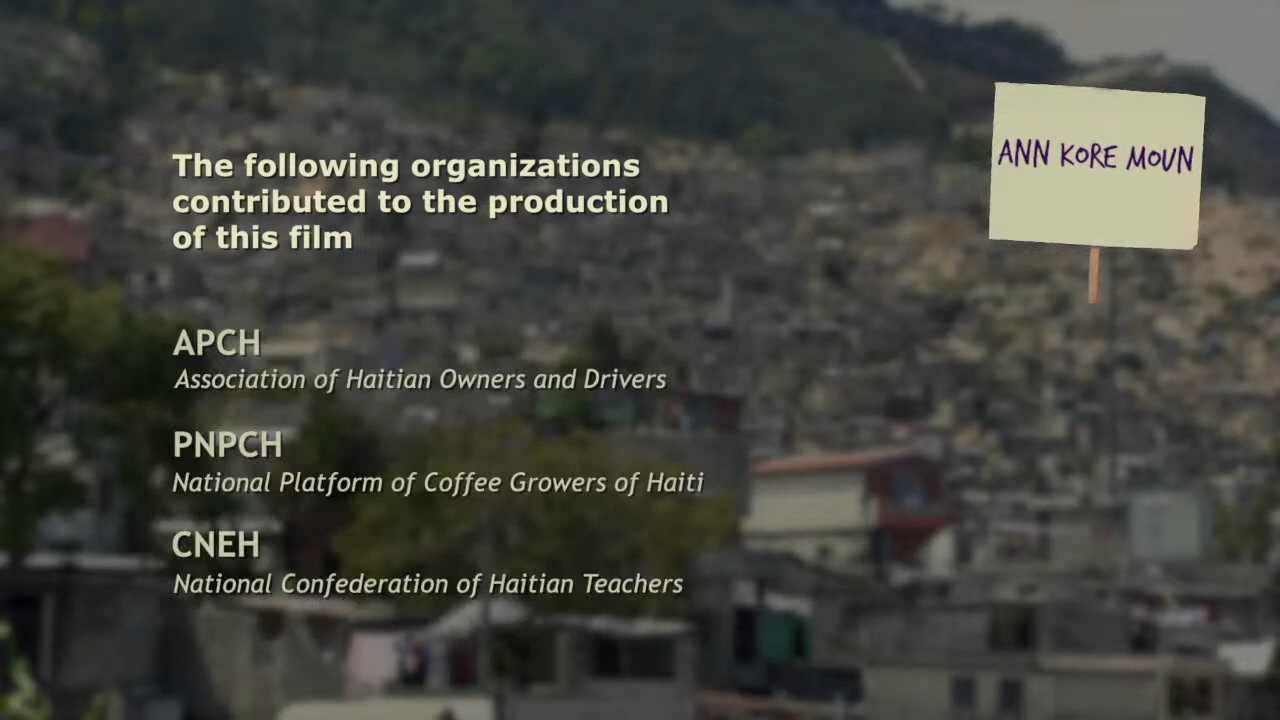 The following organizations
contributed to the production
of this film
ANN KORE MOUN
APCH
Association of Haitian Owners and Drivers
PNPCH
National Platform of Coffee Growers of Haiti
CNEH
National Confederation of Haitian Teachers